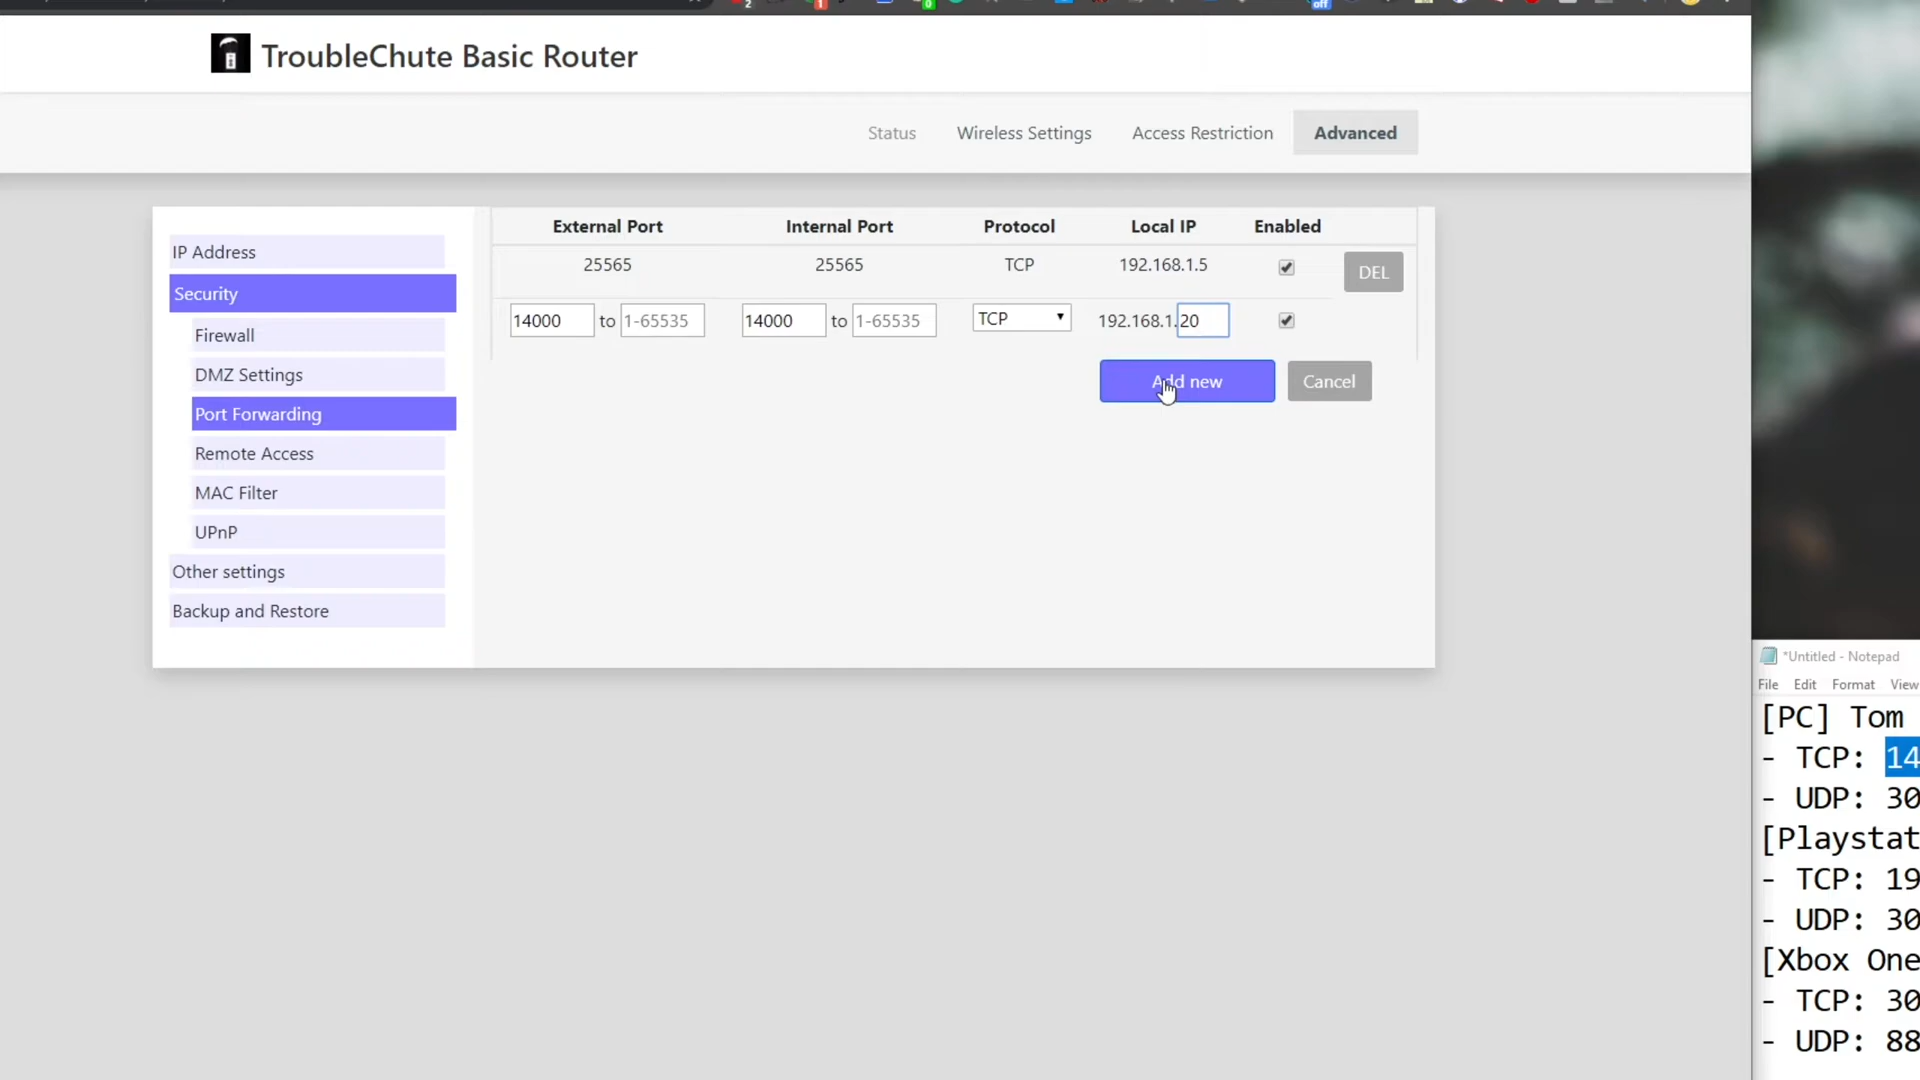 2
1
0
off
TroubleChute Basic Router
Status Wireless Settings Access Restriction Advanced
IP Address
Security
Firewall
DMZ Settings
Port Forwarding
Remote Access
MAC Filter
UPnP
Other settings
Backup and Restore
External Port Internal Port Protocol Local IP Enabled
25565 25565 TCP 192.168.1.5 DEL
14000 to 1-65535 14000 to 1-65535 TCP 192.168.1.20
Add new Cancel
*Untitled - Notepad
File Edit Format View
[PC] Tom
- TCP: 14
- UDP: 30
[Playstat
- TCP: 19
- UDP: 30
[Xbox One
- TCP: 30
- UDP: 88